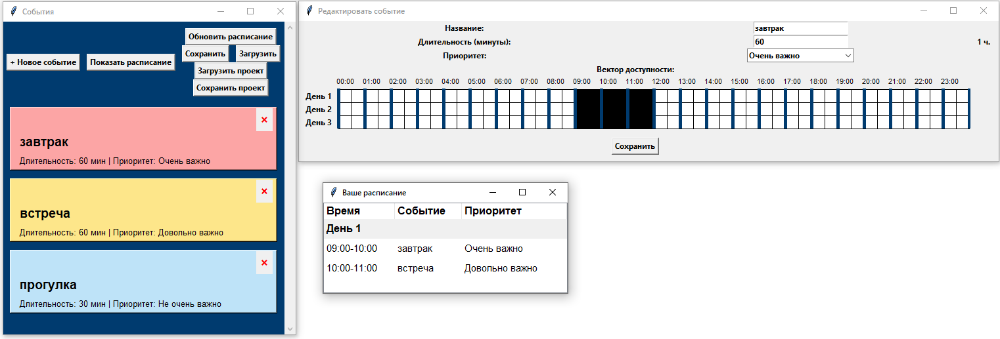 События
Обновить расписание
+ Новое событие
Показать расписание
Сохранить
Загрузить
Загрузить проект
Сохранить проект
×
завтрак
Длительность: 60 мин | Приоритет: Очень важно
×
встреча
Длительность: 60 мин | Приоритет: Довольно важно
×
прогулка
Длительность: 30 мин | Приоритет: Не очень важно
Редактировать событие
Название: завтрак
Длительность (минуты): 60 1 ч.
Приоритет: Очень важно
Вектор доступности:
00:00 01:00 02:00 03:00 04:00 05:00 06:00 07:00 08:00 09:00 10:00 11:00 12:00 13:00 14:00 15:00 16:00 17:00 18:00 19:00 20:00 21:00 22:00 23:00
День 1
День 2
День 3
Сохранить
Ваше расписание
Время Событие Приоритет
День 1
09:00-10:00 завтрак Очень важно
10:00-11:00 встреча Довольно важно